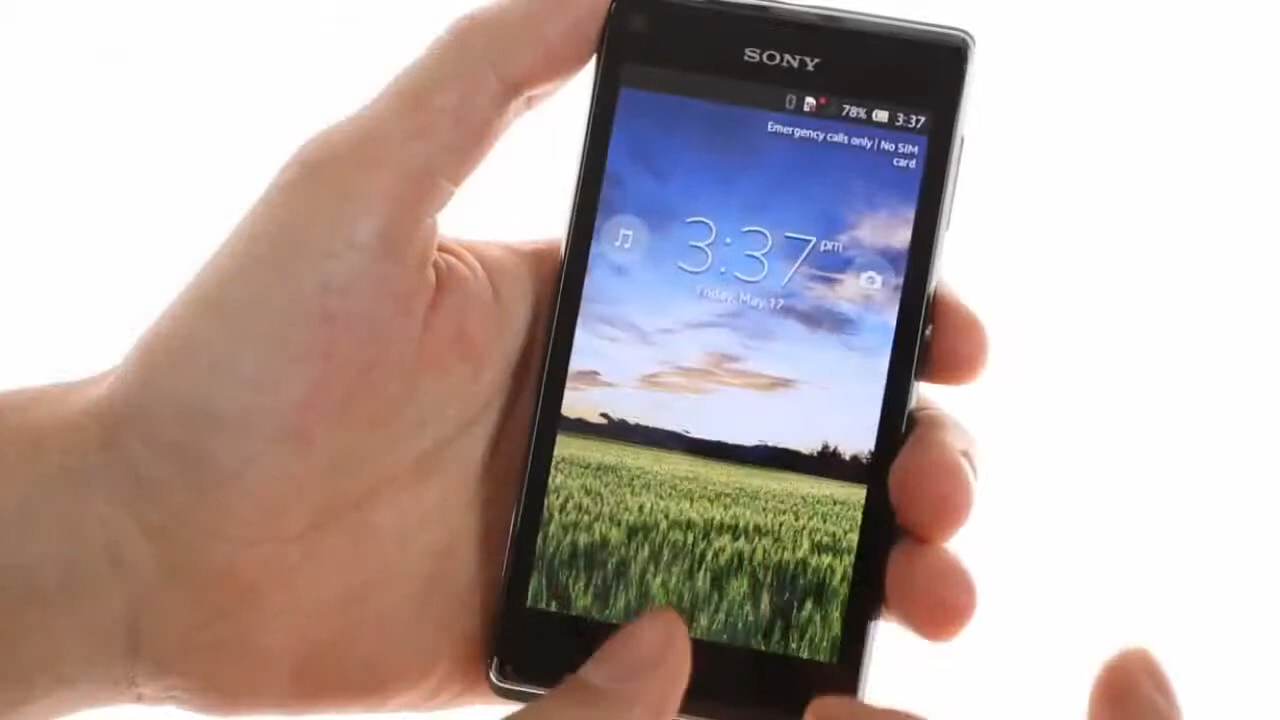 SONY
78% 3:37
Emergency calls only | No SIM
card
3:37 pm
Friday, May 17